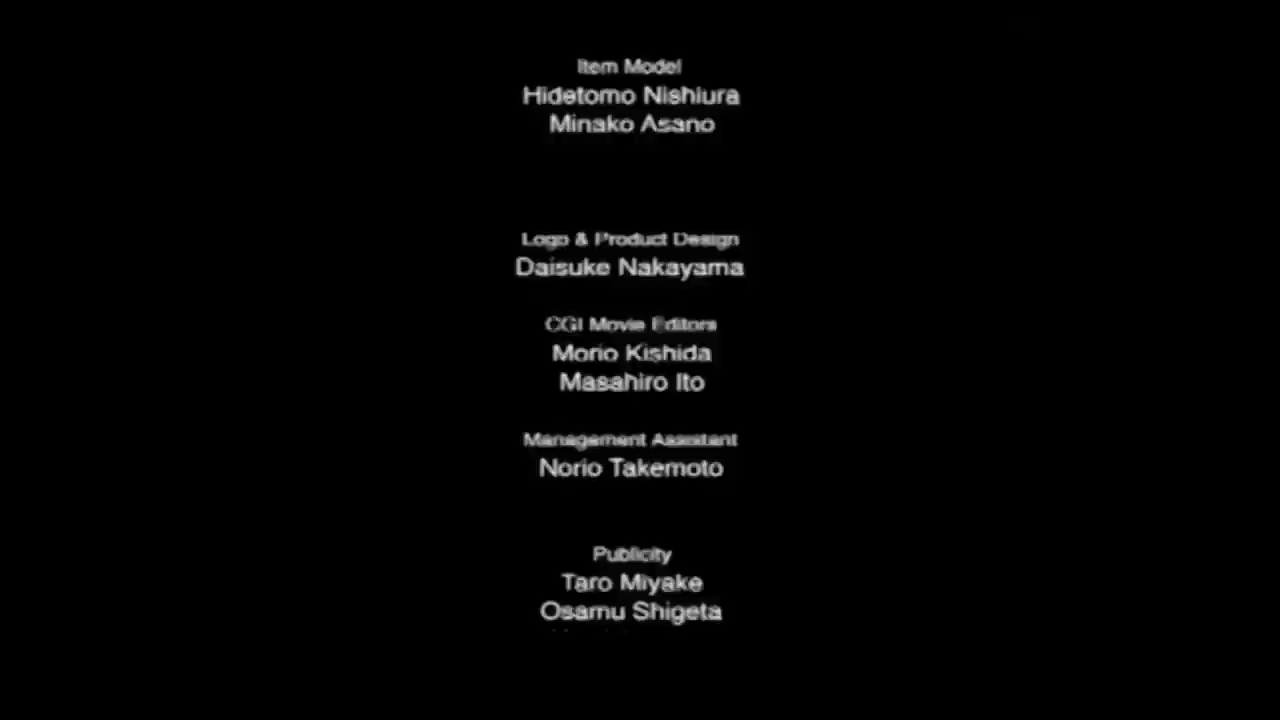 Item Model
Hidetomo Nishiura
Minako Asano
Logo & Product Design
Daisuke Nakayama
CGI Movie Editors
Morio Kishida
Masahiro Ito
Management Assistant
Norio Takemoto
Publicity
Taro Miyake
Osamu Shigeta